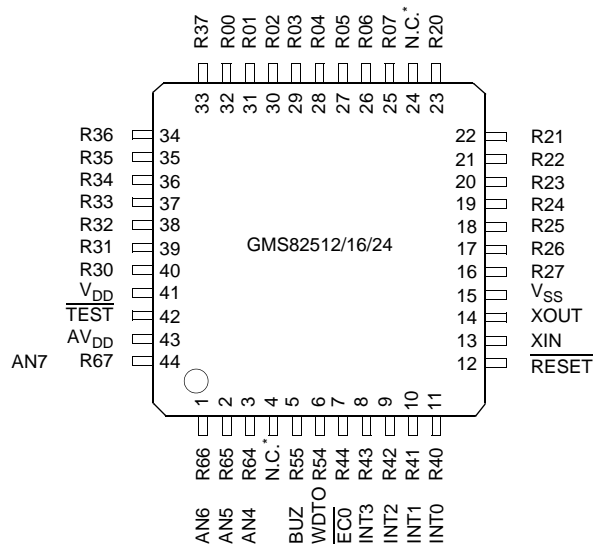 R37 R00 R01 R02 R03 R04 R05 R06 R07 N.C.* R20
33 32 31 30 29 28 27 26 25 24 23
R36 34 22 R21
R35 35 21 R22
R34 36 20 R23
R33 37 19 R24
R32 38 18 R25
R31 39 GMS82512/16/24 17 R26
R30 40 16 R27
VDD 41 15 VSS
TEST 42 14 XOUT
AVDD 43 13 XIN
AN7 R67 44 12 RESET
1 2 3 4 5 6 7 8 9 10 11
R66 R65 R64 N.C.* R55 R54 R44 R43 R42 R41 R40
AN6 AN5 AN4 BUZ WDTO EC0 INT3 INT2 INT1 INT0